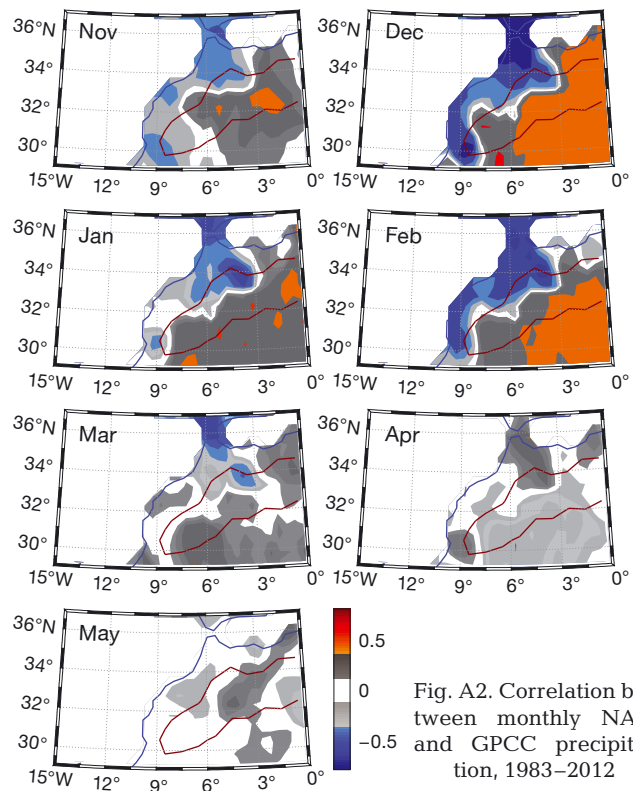 36°N
34°
32°
30°
Nov
15°W
12°
9°
6°
3°
0°
36°N
34°
32°
30°
Dec
15°W
12°
9°
6°
3°
0°
36°N
34°
32°
30°
Jan
15°W
12°
9°
6°
3°
0°
36°N
34°
32°
30°
Feb
15°W
12°
9°
6°
3°
0°
36°N
34°
32°
30°
Mar
15°W
12°
9°
6°
3°
0°
36°N
34°
32°
30°
Apr
15°W
12°
9°
6°
3°
0°
36°N
34°
32°
30°
May
15°W
12°
9°
6°
3°
0°
0.5
0
−0.5
Fig. A2. Correlation b
tween monthly NA
and GPCC precipit
tion, 1983–2012